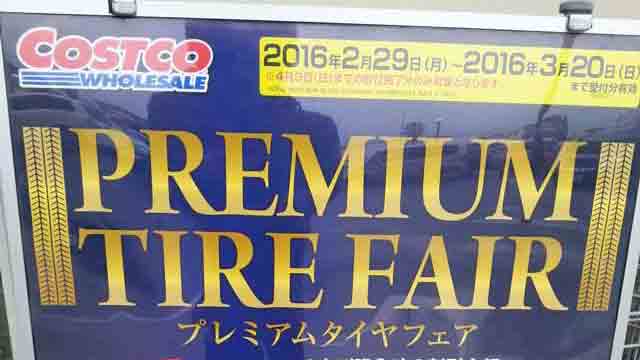 COSTCO
WHOLESALE
2016年2月29日(月)~2016年3月20日(日)
まで受付分有効
PREMIUM
TIRE FAIR
プレミアムタイヤフェア